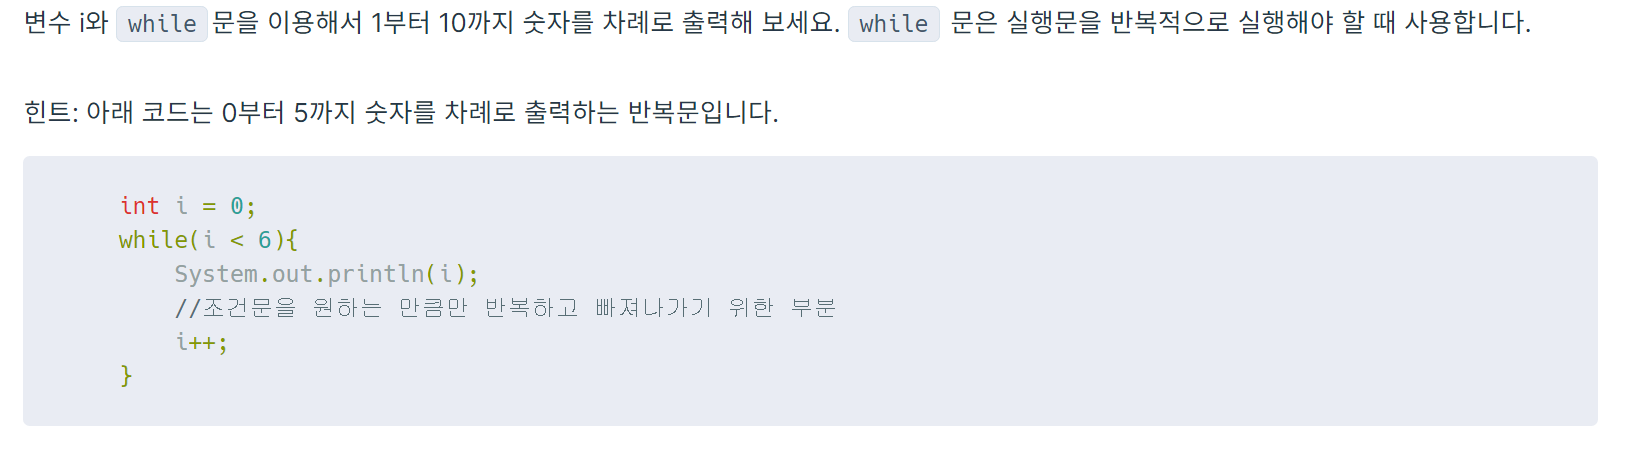 변수 i와 while 문을 이용해서 1부터 10까지 숫자를 차례로 출력해 보세요. while 문은 실행문을 반복적으로 실행해야 할 때 사용합니다.
힌트: 아래 코드는 0부터 5까지 숫자를 차례로 출력하는 반복문입니다.
int i = 0;
while(i < 6){
System.out.println(i);
//조건문을 원하는 만큼만 반복하고 빠져나가기 위한 부분
i++;
}